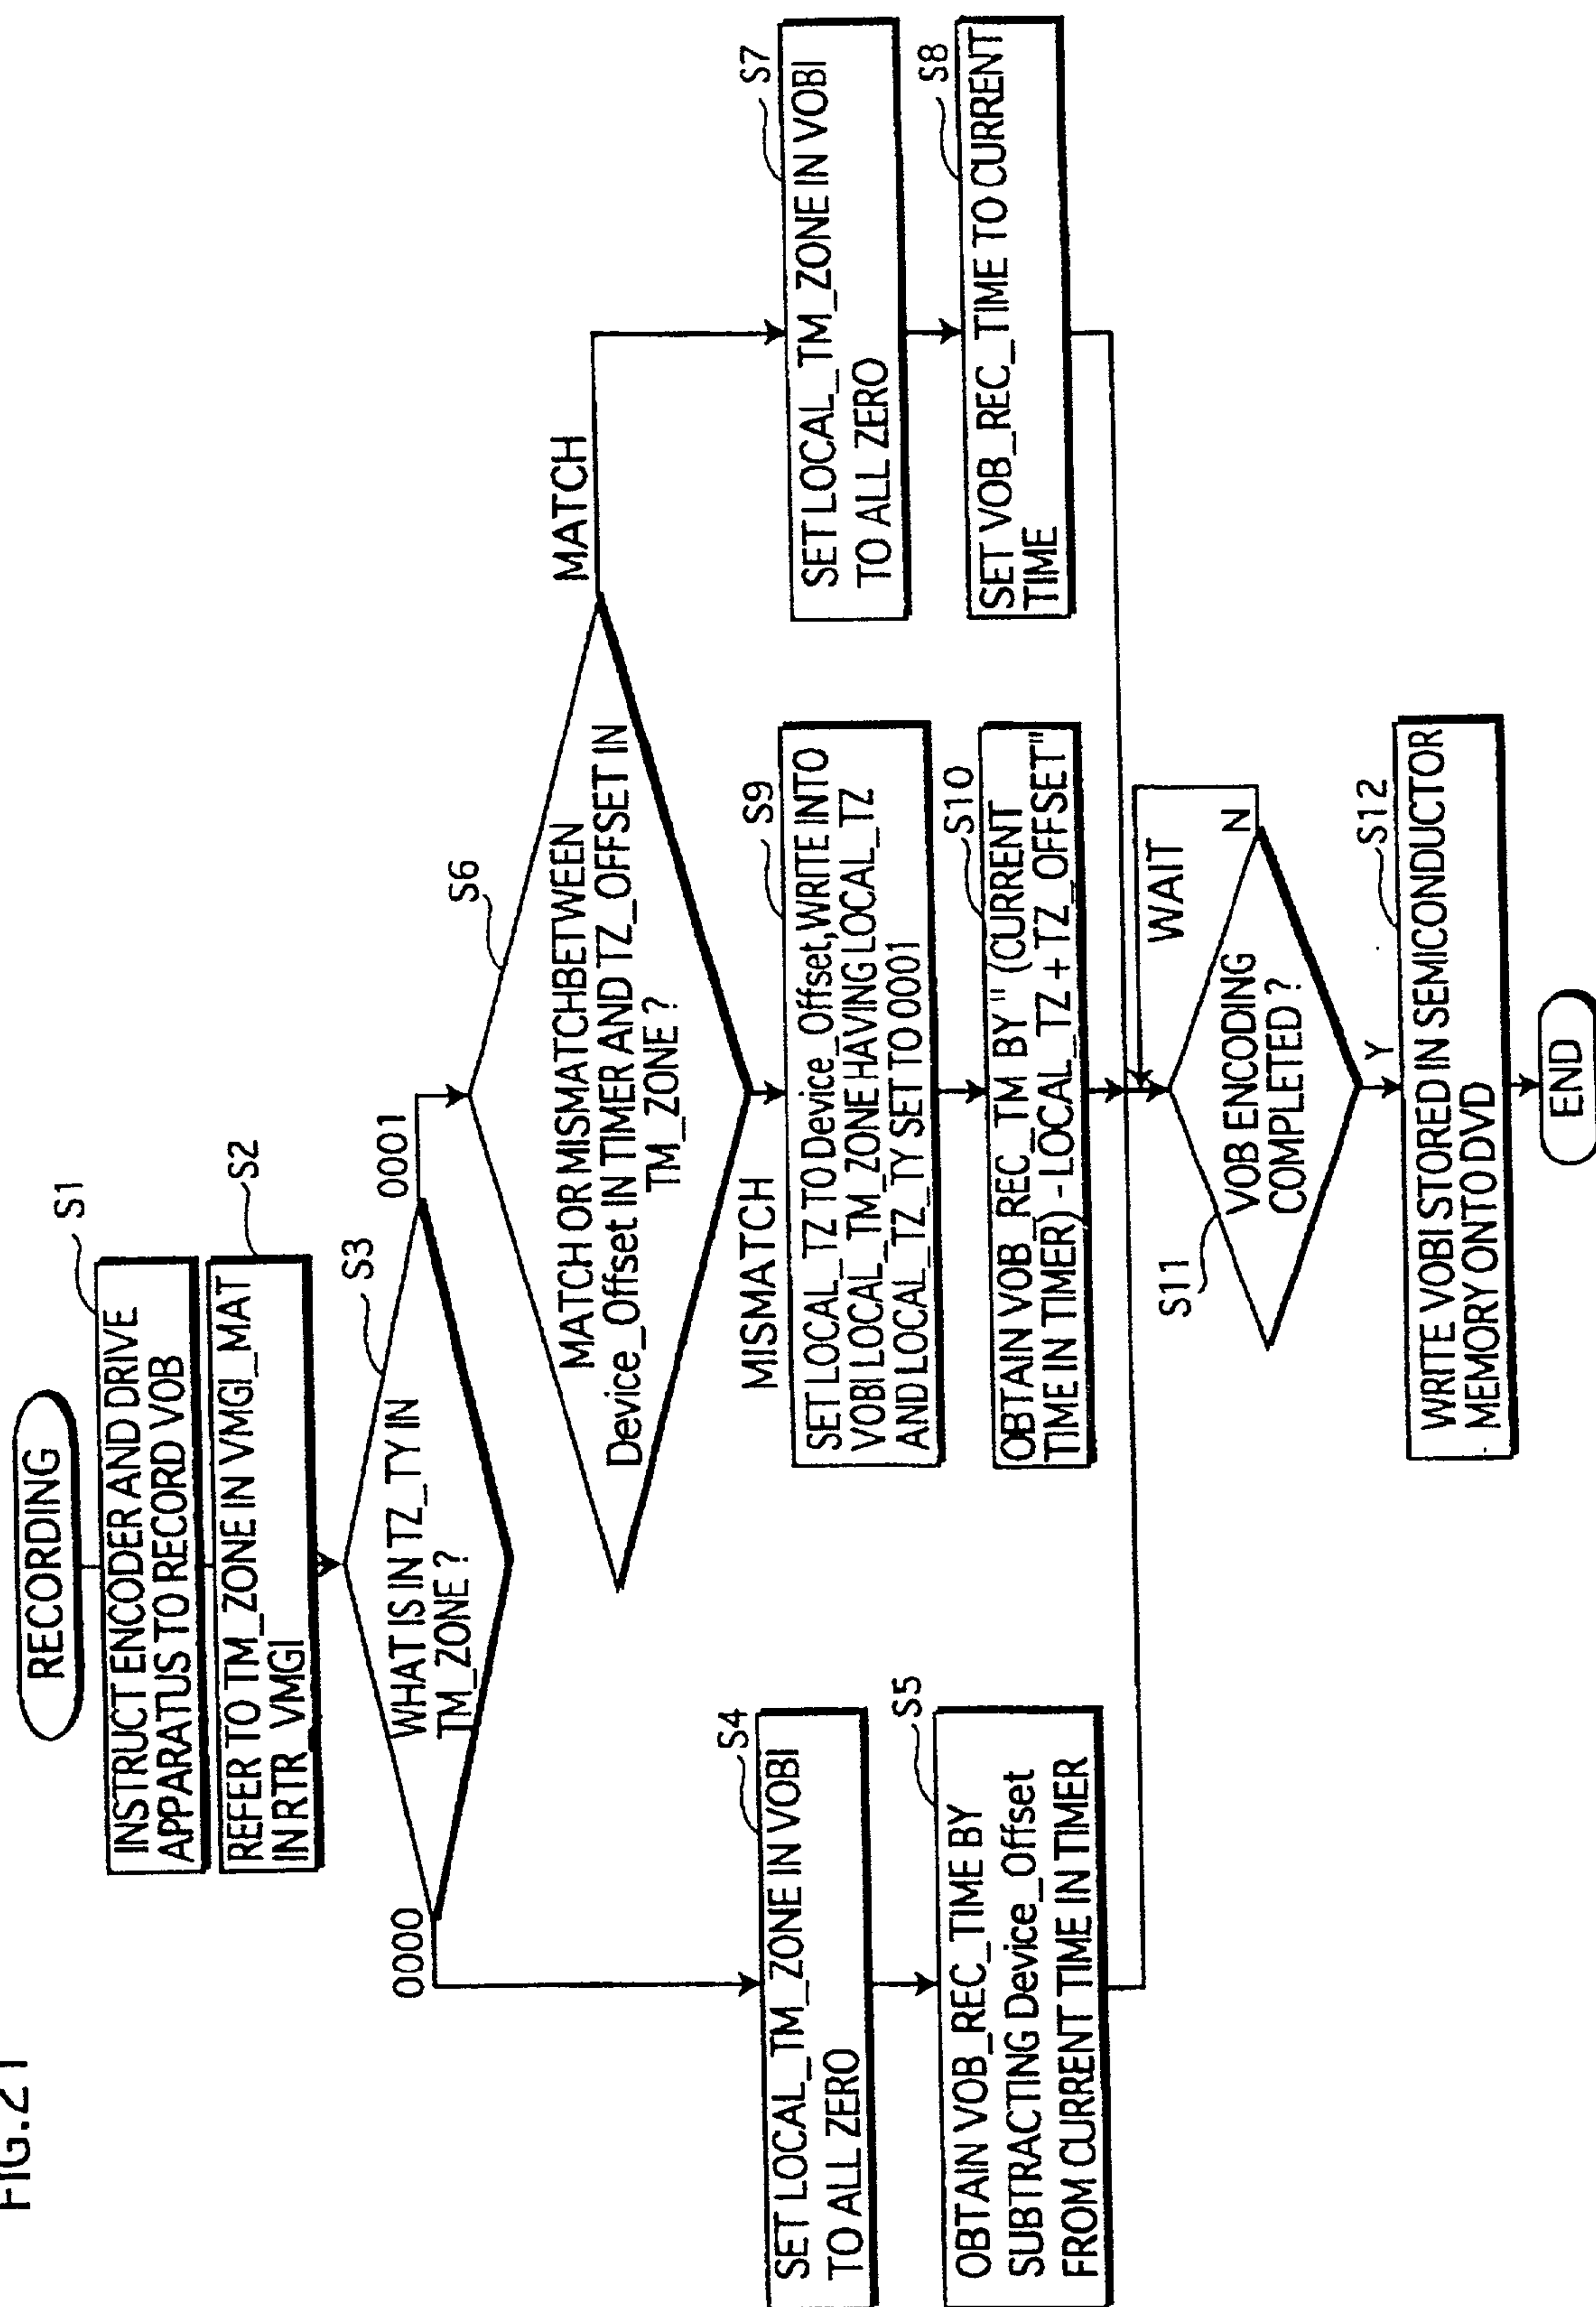 FIG.21
RECORDING
S1
INSTRUCT ENCODER AND DRIVE
APPARATUS TO RECORD VOB
S2
REFER TO TM_ZONE IN VMGI_MAT
IN RTR_VMGI
S3
WHAT IS IN TZ_TY IN
TM_ZONE?
0000
0001
S4
SET LOCAL_TM_ZONE IN VOBI
TO ALL ZERO
S5
OBTAIN VOB_REC_TIME BY
SUBTRACTING Device_Offset
FROM CURRENT TIME IN TIMER
S6
MATCH OR MISMATCHBETWEEN
Device_Offset IN TIMER AND TZ_OFFSET IN
TM_ZONE?
MATCH
MISMATCH
S7
SET LOCAL_TM_ZONE IN VOBI
TO ALL ZERO
S8
SET VOB_REC_TIME TO CURRENT
TIME
S9
SET LOCAL_TZ TO Device_Offset,WRITE INTO
VOBI LOCAL_TM_ZONE HAVING LOCAL_TZ
AND LOCAL_TZ_TY SET TO 0001
S10
OBTAIN VOB_REC_TM BY " (CURRENT
TIME IN TIMER) - LOCAL_TZ + TZ_OFFSET"
WAIT
S11
VOB ENCODING
COMPLETED?
N
Y
S12
WRITE VOBI STORED IN SEMICONDUCTOR
MEMORY ONTO DVD
END